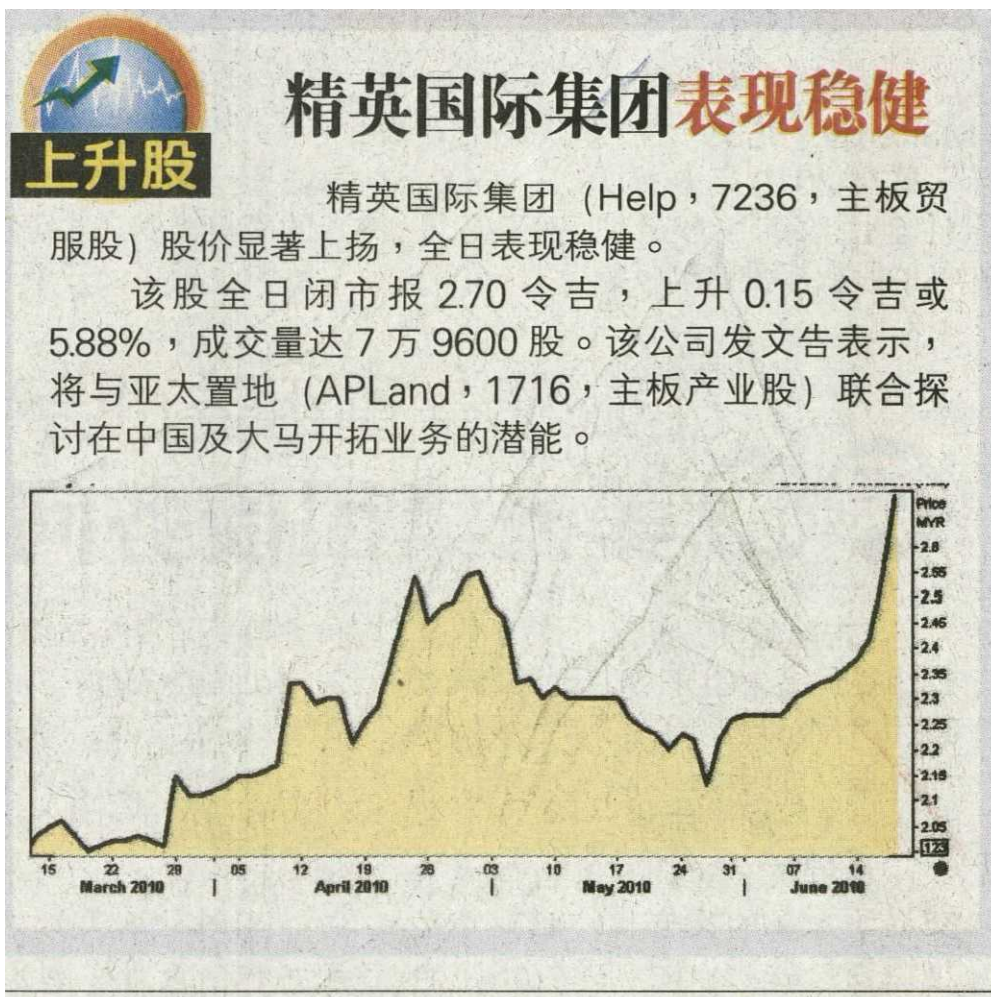 上升股
精英国际集团表现稳健
精英国际集团 (Help，7236，主板贸
服股) 股价显著上扬，全日表现稳健。
该股全日闭市报 2.70 令吉，上升 0.15 令吉或
5.88%，成交量达 7 万 9600 股。该公司发文告表示，
将与亚太置地 (APLand，1716，主板产业股) 联合探
讨在中国及大马开拓业务的潜能。
Price
MYR
2.6
2.55
2.5
2.45
2.4
2.35
2.3
2.25
2.2
2.15
2.1
2.05
123
15 22 29 05 12 19 26 03 10 17 24 31 07 14
March 2010 April 2010 May 2010 June 2010